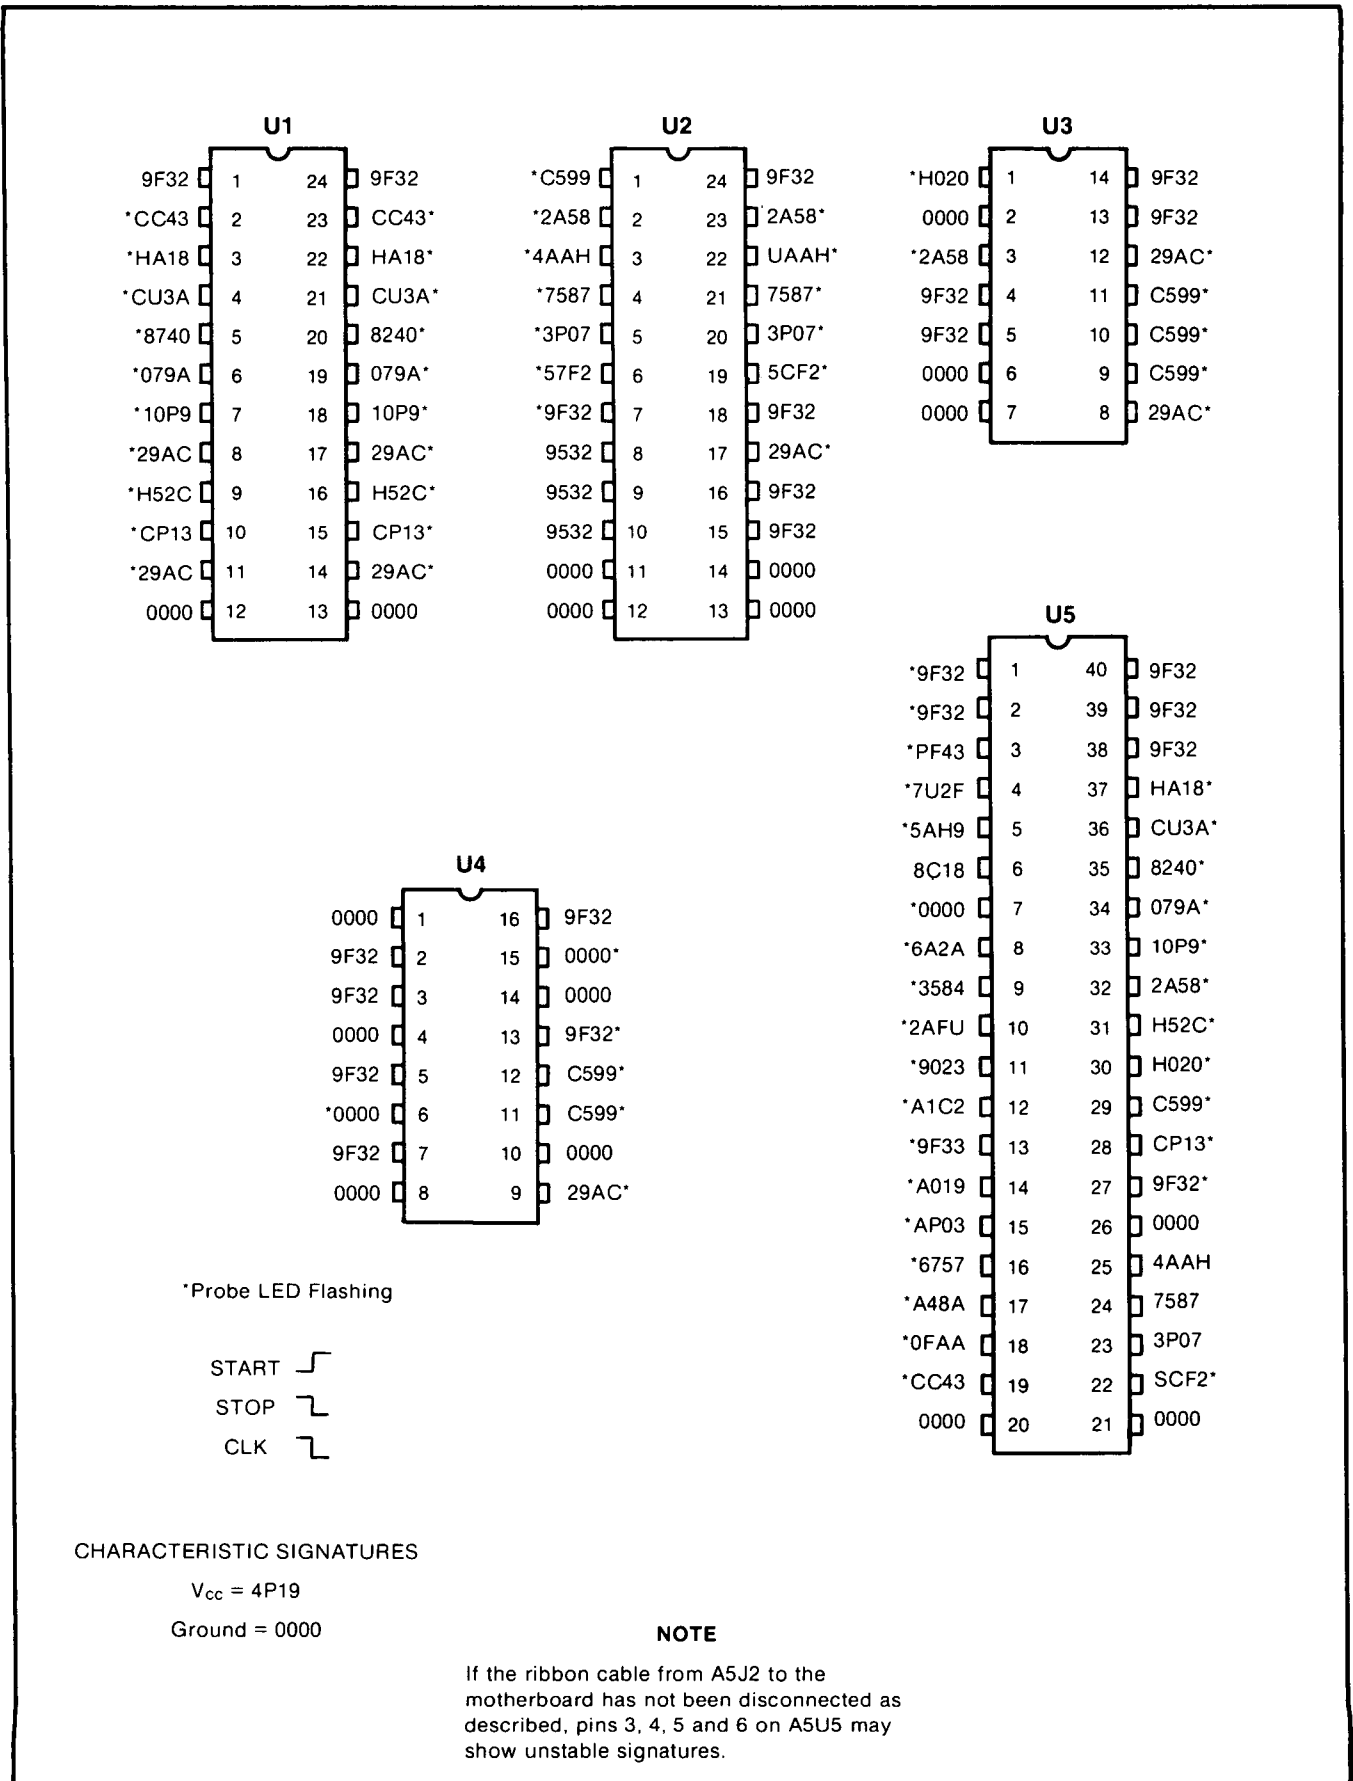 U1
9F32 1 24 9F32
*CC43 2 23 CC43*
*HA18 3 22 HA18*
*CU3A 4 21 CU3A*
*8740 5 20 8240*
*079A 6 19 079A*
*10P9 7 18 10P9*
*29AC 8 17 29AC*
*H52C 9 16 H52C*
*CP13 10 15 CP13*
*29AC 11 14 29AC*
0000 12 13 0000
U2
*C599 1 24 9F32
*2A58 2 23 2A58*
*4AAH 3 22 UAAH*
*7587 4 21 7587*
*3P07 5 20 3P07*
*57F2 6 19 5CF2*
*9F32 7 18 9F32
9532 8 17 29AC*
9532 9 16 9F32
9532 10 15 9F32
0000 11 14 0000
0000 12 13 0000
U3
*H020 1 14 9F32
0000 2 13 9F32
*2A58 3 12 29AC*
9F32 4 11 C599*
9F32 5 10 C599*
0000 6 9 C599*
0000 7 8 29AC*
U4
0000 1 16 9F32
9F32 2 15 0000*
9F32 3 14 0000
0000 4 13 9F32*
9F32 5 12 C599*
*0000 6 11 C599*
9F32 7 10 0000
0000 8 9 29AC*
U5
*9F32 1 40 9F32
*9F32 2 39 9F32
*PF43 3 38 9F32
*7U2F 4 37 HA18*
*5AH9 5 36 CU3A*
8C18 6 35 8240*
*0000 7 34 079A*
*6A2A 8 33 10P9*
*3584 9 32 2A58*
*2AFU 10 31 H52C*
*9023 11 30 H020*
*A1C2 12 29 C599*
*9F33 13 28 CP13*
*A019 14 27 9F32*
*AP03 15 26 0000
*6757 16 25 4AAH
*A48A 17 24 7587
*0FAA 18 23 3P07
*CC43 19 22 SCF2*
0000 20 21 0000
*Probe LED Flashing
START
STOP
CLK
CHARACTERISTIC SIGNATURES
Vcc = 4P19
Ground = 0000
NOTE
If the ribbon cable from A5J2 to the
motherboard has not been disconnected as
described, pins 3, 4, 5 and 6 on A5U5 may
show unstable signatures.